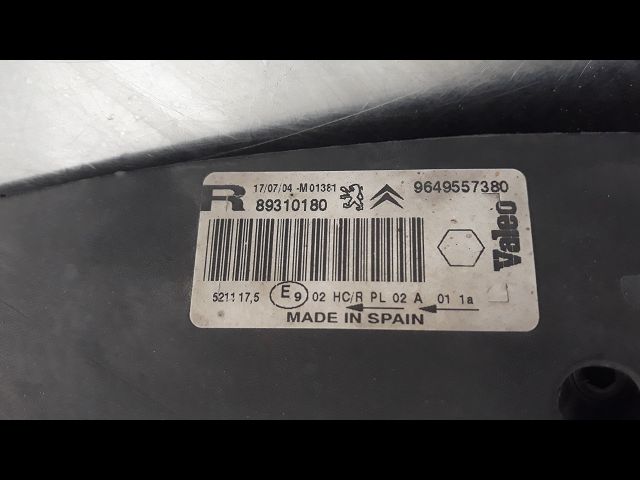 R 17/07/04 -M01381 9649557380
89310180
Valeo
5211 17,5 E9 02 HC/R PL 02 A 01 1a
MADE IN SPAIN